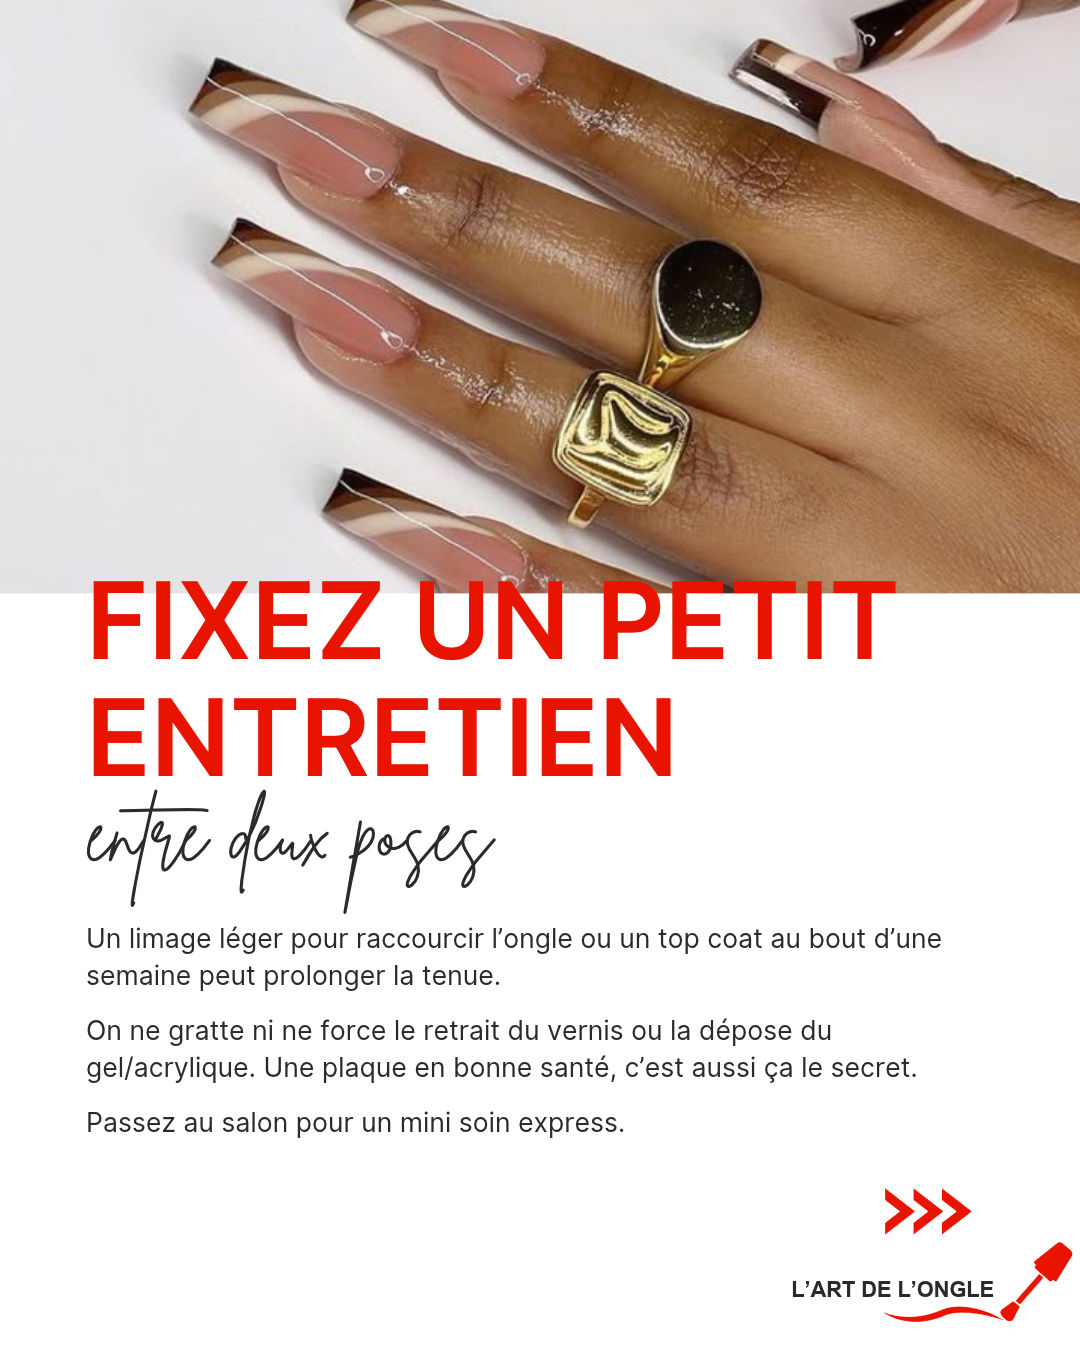 FIXEZ UN PETIT
ENTRETIEN
entre deux poses
Un limage léger pour raccourcir l’ongle ou un top coat au bout d’une
semaine peut prolonger la tenue.
On ne gratte ni ne force le retrait du vernis ou la dépose du
gel/acrylique. Une plaque en bonne santé, c’est aussi ça le secret.
Passez au salon pour un mini soin express.
L’ART DE L’ONGLE